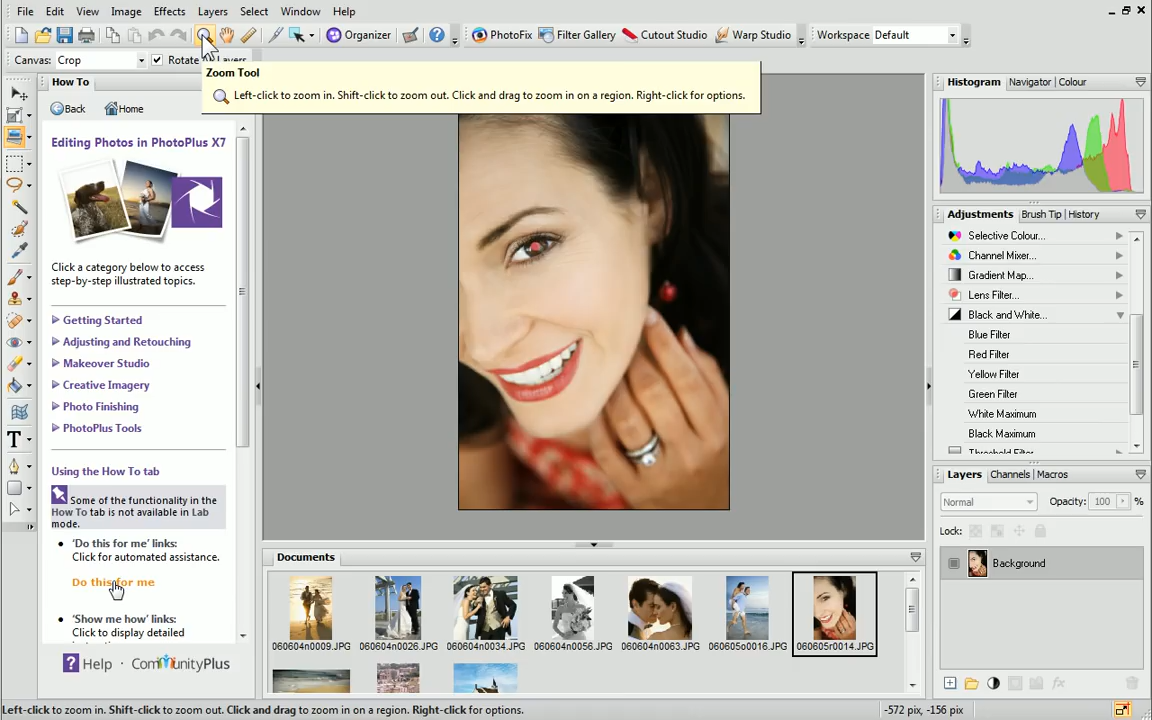 File Edit View Image Effects Layers Select Window Help
Organizer PhotoFix Filter Gallery Cutout Studio Warp Studio Workspace Default
Canvas: Crop Rotate All Layers
Zoom Tool
Left-click to zoom in. Shift-click to zoom out. Click and drag to zoom in on a region. Right-click for options.
How To
Back Home
Editing Photos in PhotoPlus X7
Click a category below to access
step-by-step illustrated topics.
Getting Started
Adjusting and Retouching
Makeover Studio
Creative Imagery
Photo Finishing
PhotoPlus Tools
Using the How To tab
Some of the functionality in the
How To tab is not available in Lab
mode.
'Do this for me' links:
Click for automated assistance.
Do this for me
'Show me how' links:
Click to display detailed
Help · CommunityPlus
Histogram Navigator Colour
Adjustments Brush Tip History
Selective Colour...
Channel Mixer...
Gradient Map...
Lens Filter...
Black and White...
Blue Filter
Red Filter
Yellow Filter
Green Filter
White Maximum
Black Maximum
Threshold Filter
Layers Channels Macros
Normal Opacity: 100 %
Lock:
Background
Documents
060604n0009.JPG 060604n0026.JPG 060604n0034.JPG 060604n0056.JPG 060604n0063.JPG 060605r0016.JPG 060605r0014.JPG
Left-click to zoom in. Shift-click to zoom out. Click and drag to zoom in on a region. Right-click for options. -572 pix, -156 pix